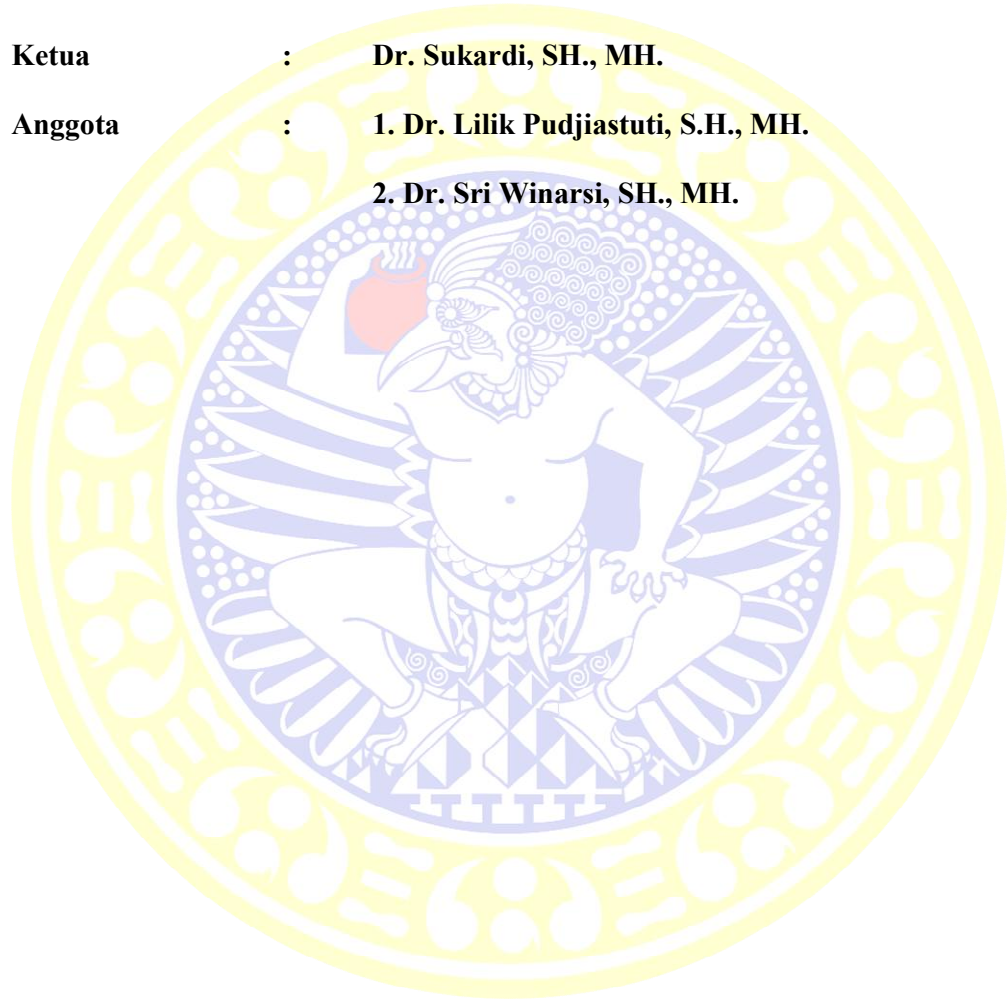 Ketua : Dr. Sukardi, SH., MH.
Anggota : 1. Dr. Lilik Pudjiastuti, S.H., MH.
2. Dr. Sri Winarsi, SH., MH.